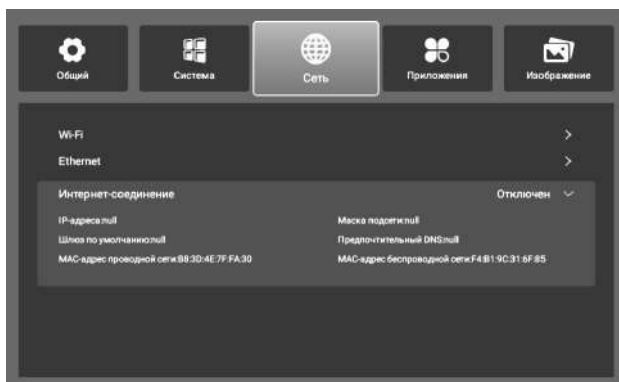 Общий Система Сеть Приложения Изображение
Wi-Fi
Ethernet
Интернет-соединение Отключен
IP-адреса:null Маска подсети:null
Шлюз по умолчанию:null Предпочтительный DNS:null
MAC-адрес проводной сети:B8:3D:4E:7F:FA:30 MAC-адрес беспроводной сети:F4:B1:9C:31:6F:85